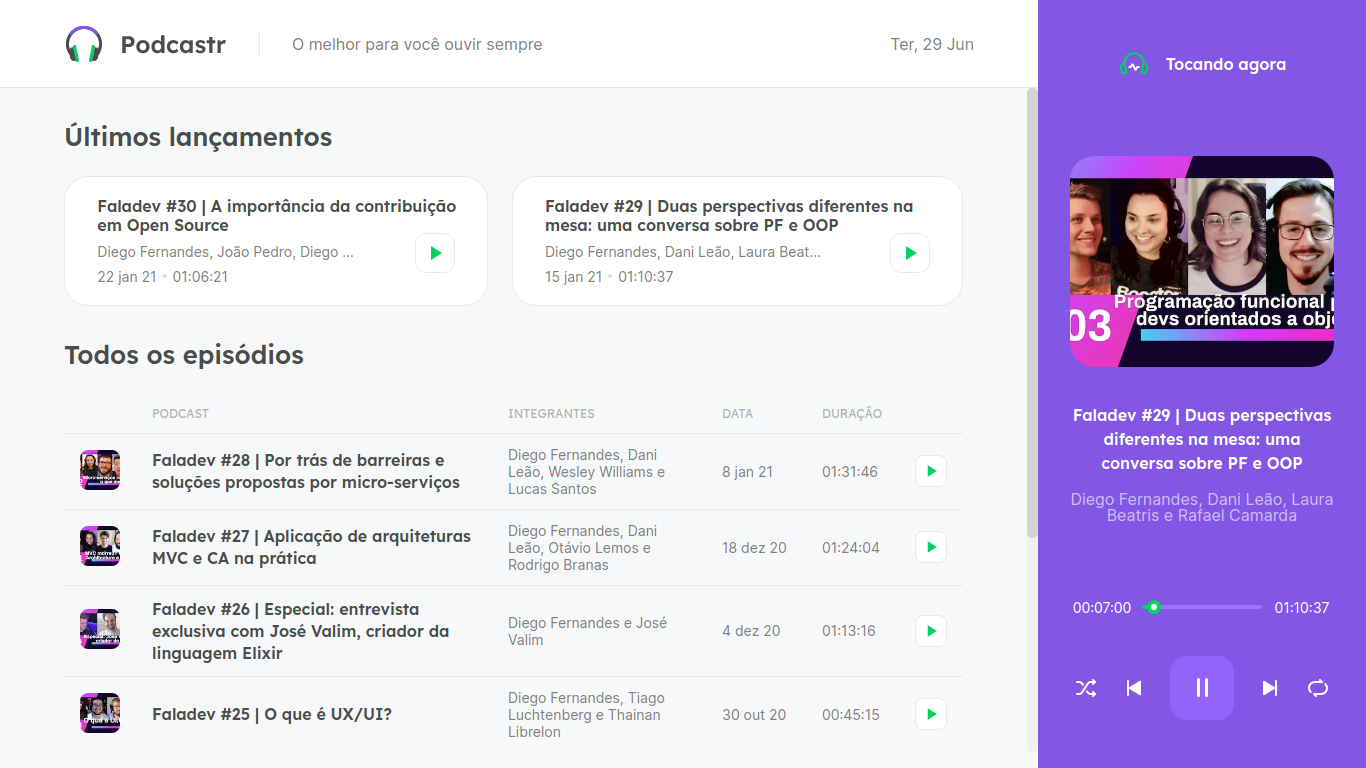 Podcastr
O melhor para você ouvir sempre
Ter, 29 Jun
Últimos lançamentos
Faladev #30 | A importância da contribuição
em Open Source
Diego Fernandes, João Pedro, Diego ...
22 jan 21 • 01:06:21
Faladev #29 | Duas perspectivas diferentes na
mesa: uma conversa sobre PF e OOP
Diego Fernandes, Dani Leão, Laura Beat...
15 jan 21 • 01:10:37
Todos os episódios
PODCAST INTEGRANTES DATA DURAÇÃO
Faladev #28 | Por trás de barreiras e
soluções propostas por micro-serviços
Diego Fernandes, Dani
Leão, Wesley Williams e
Lucas Santos
8 jan 21
01:31:46
Faladev #27 | Aplicação de arquiteturas
MVC e CA na prática
Diego Fernandes, Dani
Leão, Otávio Lemos e
Rodrigo Branas
18 dez 20
01:24:04
Faladev #26 | Especial: entrevista
exclusiva com José Valim, criador da
linguagem Elixir
Diego Fernandes e José
Valim
4 dez 20
01:13:16
Faladev #25 | O que é UX/UI?
Diego Fernandes, Tiago
Luchtenberg e Thainan
Librelon
30 out 20
00:45:15
Tocando agora
Programação funcional
devs orientados a obj
03
Faladev #29 | Duas perspectivas
diferentes na mesa: uma
conversa sobre PF e OOP
Diego Fernandes, Dani Leão, Laura
Beatris e Rafael Camarda
00:07:00
01:10:37